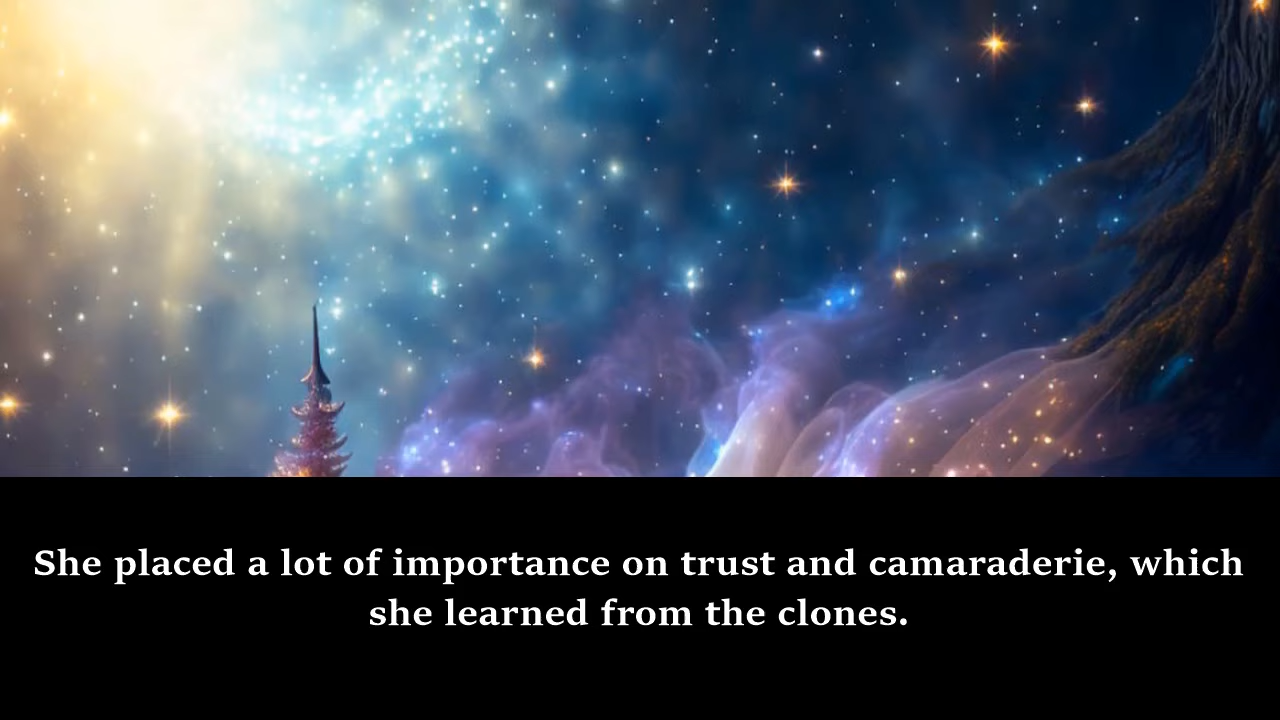 She placed a lot of importance on trust and camaraderie, which
she learned from the clones.